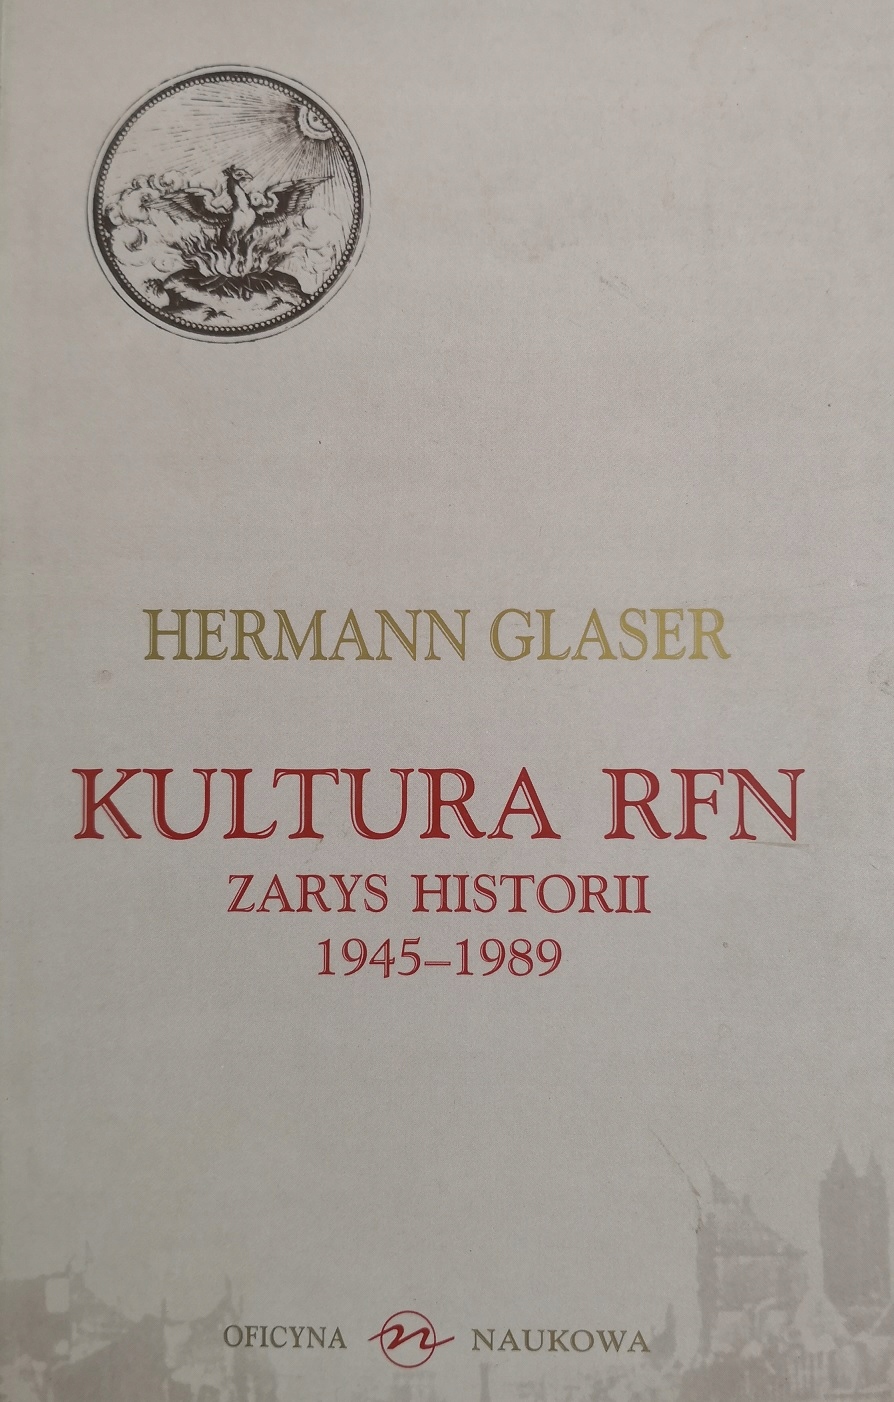 HERMANN GLASER
KULTURA RFN
ZARYS HISTORII
1945–1989
OFICYNA NAUKOWA